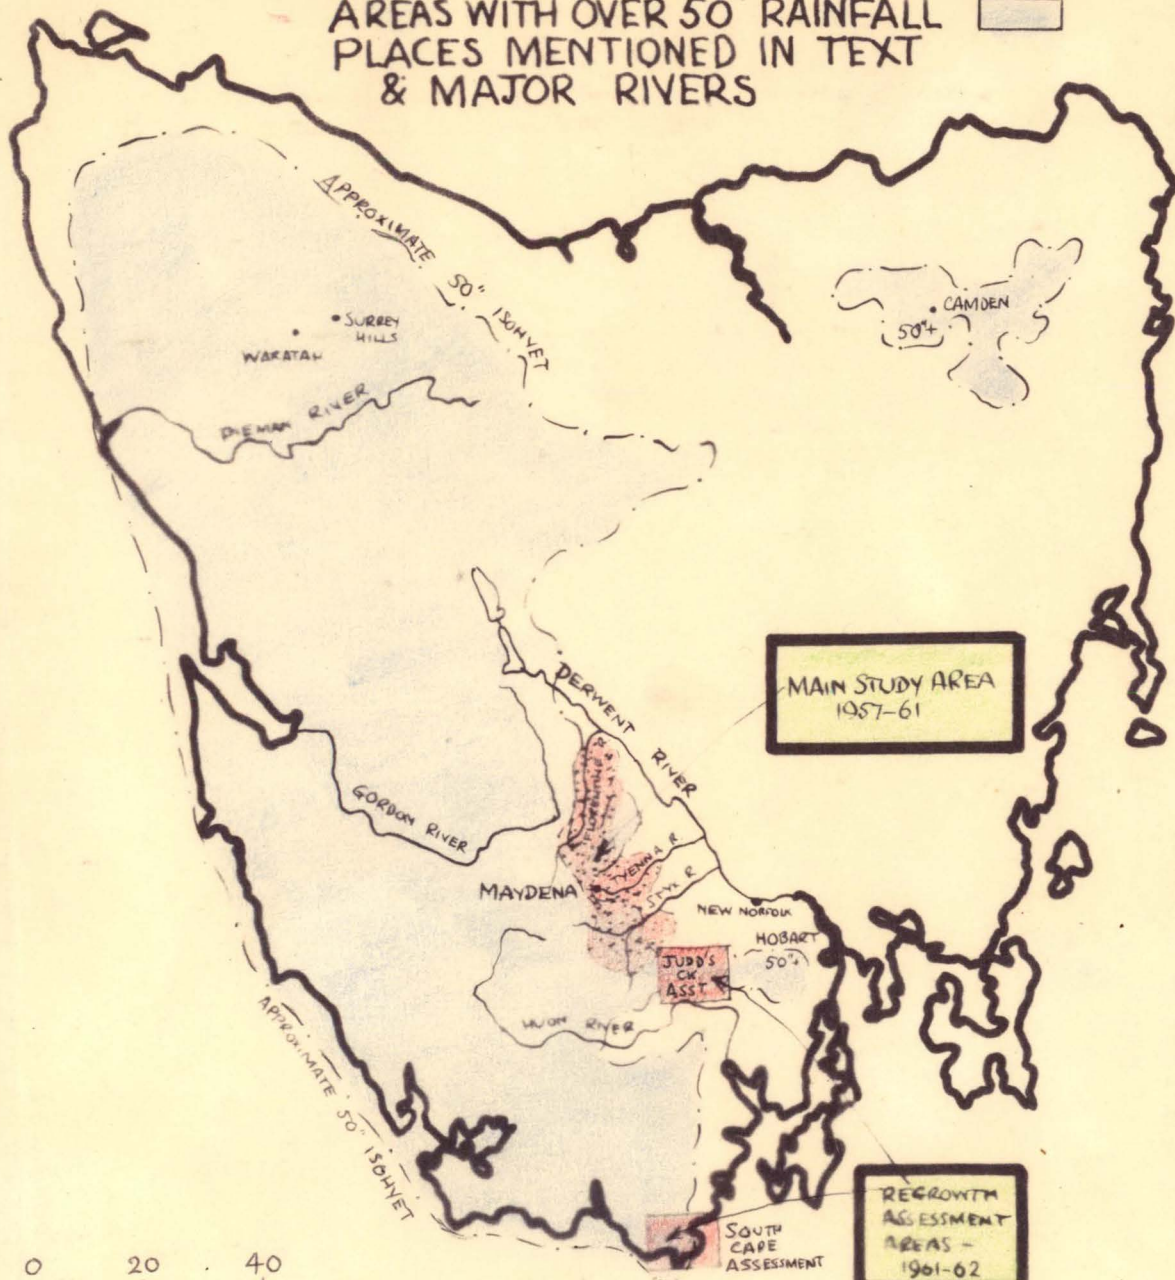 AREAS WITH OVER 50 RAINFALL
PLACES MENTIONED IN TEXT
& MAJOR RIVERS
APPROXIMATE 50" ISOHYET
SURREY
HILLS
WARATAH
PIEMAN RIVER
CAMDEN
50"+
DERWENT RIVER
MAIN STUDY AREA
1957-61
GORDON RIVER
FLORENTINE
TYENNA R
MAYDENA
STYX R
NEW NORFOLK
HOBART
50"+
JUDD'S
CK
ASST
HUON RIVER
APPROXIMATE 50" ISOHYET
REGROWTH
ASSESSMENT
AREAS -
1961-62
SOUTH
CAPE
ASSESSMENT
0 20 40